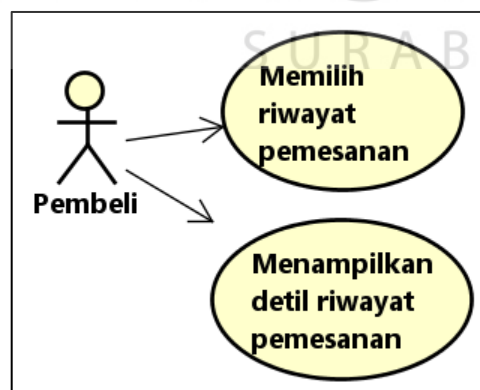 SURAB
Memilih
riwayat
pemesanan
Pembeli
Menampilkan
detil riwayat
pemesanan